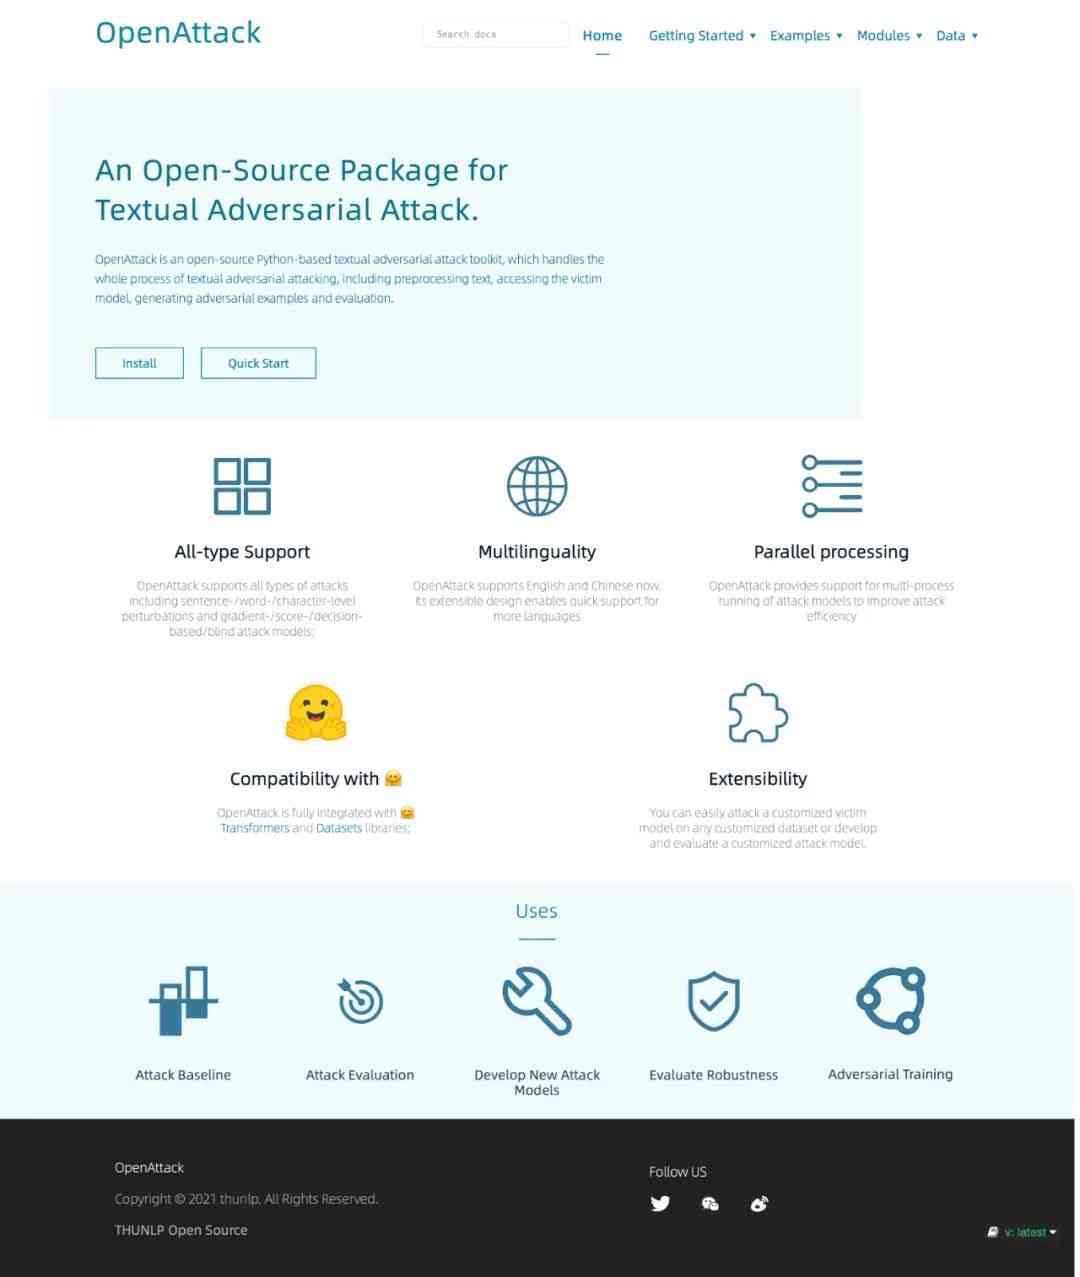 OpenAttack
Search docs
Home
Getting Started ▾
Examples ▾
Modules ▾
Data ▾
An Open-Source Package for
Textual Adversarial Attack.
OpenAttack is an open-source Python-based textual adversarial attack toolkit, which handles the
whole process of textual adversarial attacking, including preprocessing text, accessing the victim
model, generating adversarial examples and evaluation.
Install
Quick Start
All-type Support
OpenAttack supports all types of attacks
including sentence-/word-/character-level
perturbations and gradient-/score-/decision-
based/blind attack models;
Multilinguality
OpenAttack supports English and Chinese now.
Its extensible design enables quick support for
more languages
Parallel processing
OpenAttack provides support for multi-process
running of attack models to improve attack
efficiency
Compatibility with 🤗
OpenAttack is fully integrated with 🤗
Transformers and Datasets libraries;
Extensibility
You can easily attack a customized victim
model on any customized dataset or develop
and evaluate a customized attack model.
Uses
Attack Baseline
Attack Evaluation
Develop New Attack
Models
Evaluate Robustness
Adversarial Training
OpenAttack
Copyright © 2021 thunlp. All Rights Reserved.
THUNLP Open Source
Follow US
v: latest